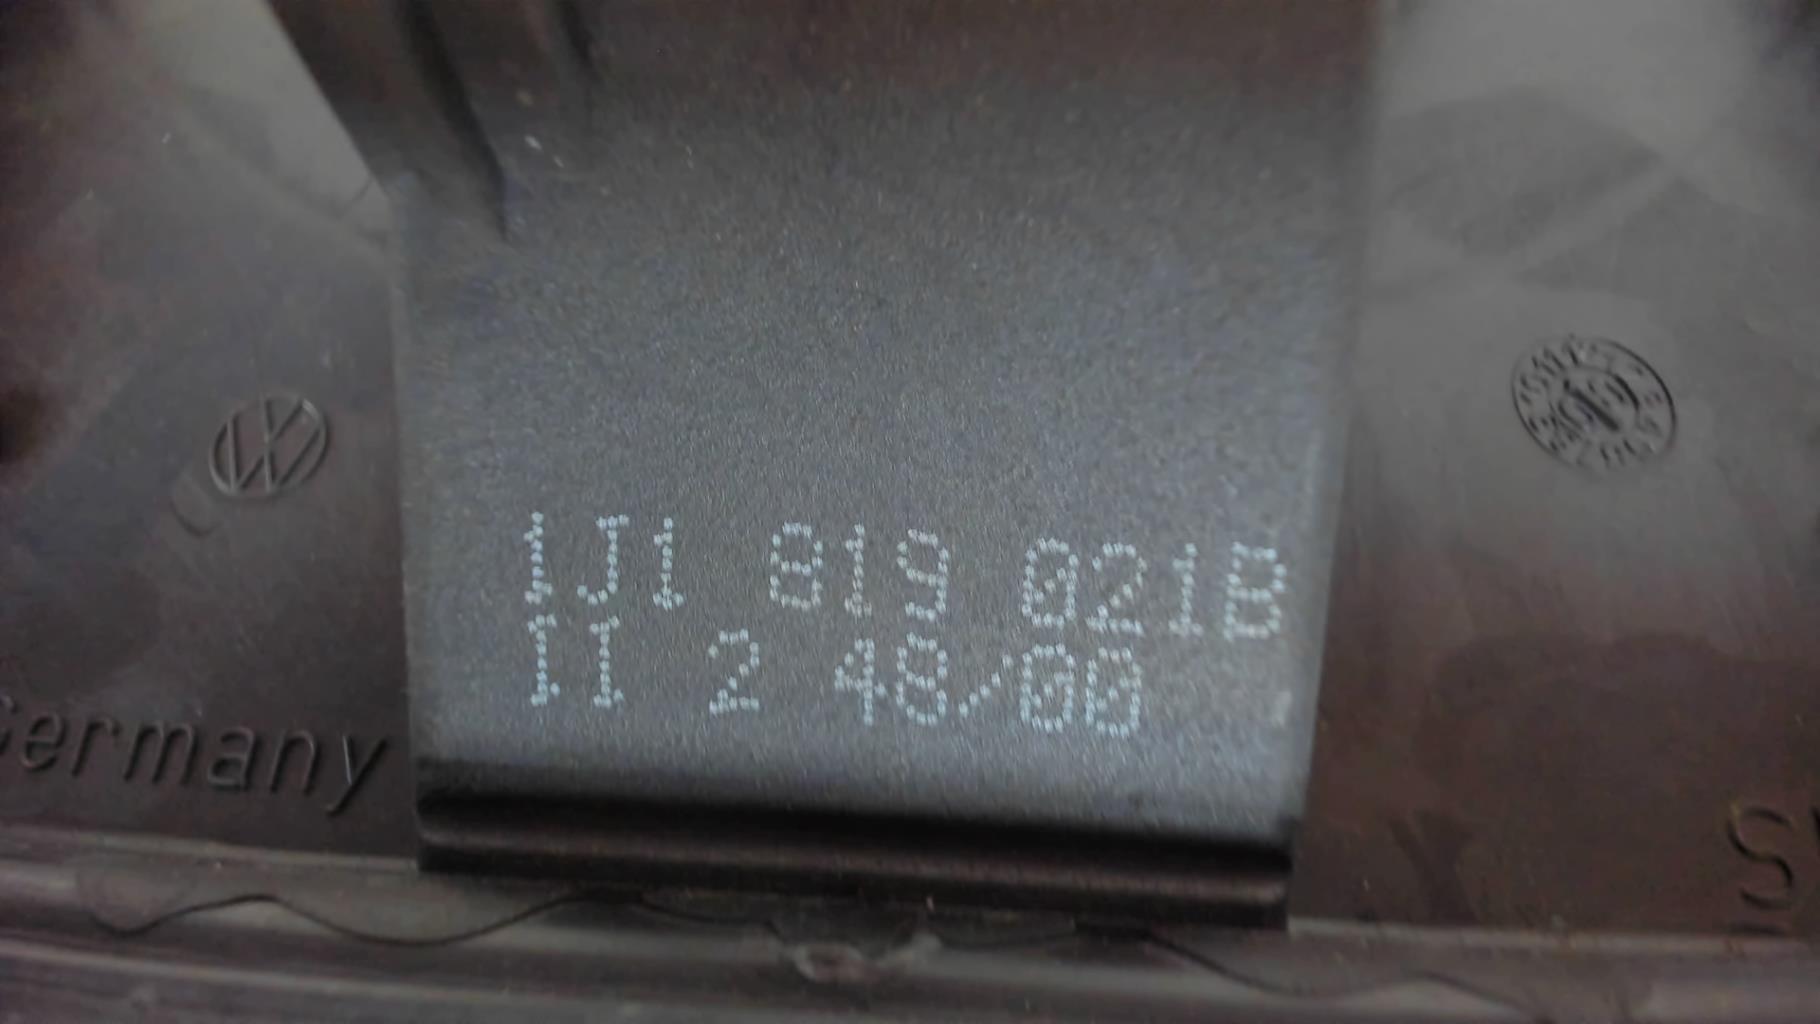 1J1 819 021B
II 2 48/00
Germany